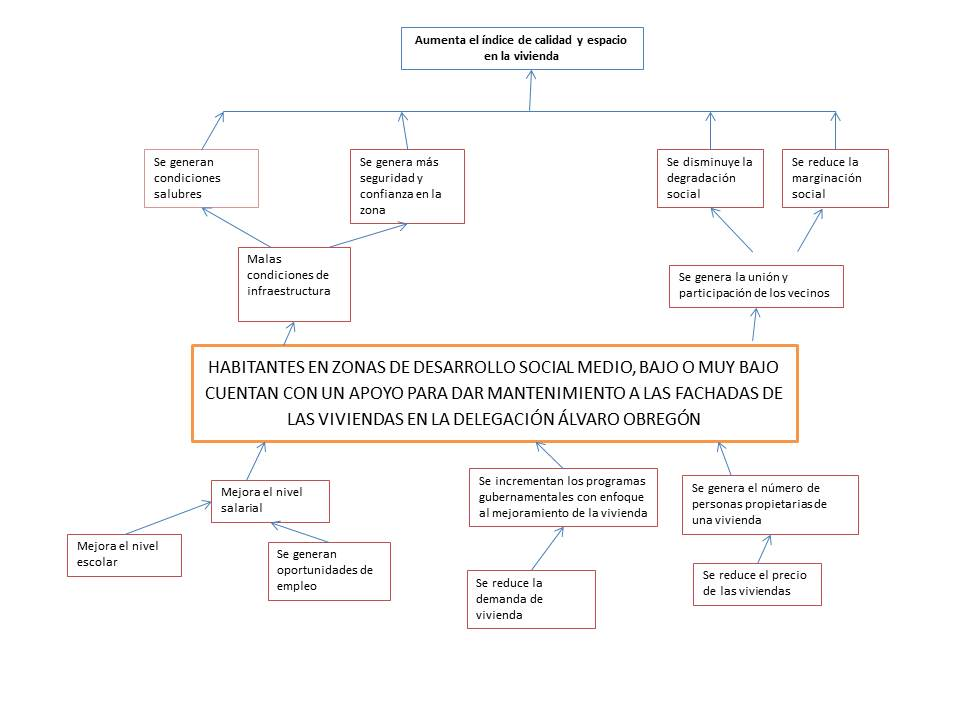 Aumenta el índice de calidad y espacio
en la vivienda
Se generan
condiciones
salubres
Se genera más
seguridad y
confianza en la
zona
Se disminuye la
degradación
social
Se reduce la
marginación
social
Malas
condiciones de
infraestructura
Se genera la unión y
participación de los vecinos
HABITANTES EN ZONAS DE DESARROLLO SOCIAL MEDIO, BAJO O MUY BAJO
CUENTAN CON UN APOYO PARA DAR MANTENIMIENTO A LAS FACHADAS DE
LAS VIVIENDAS EN LA DELEGACIÓN ÁLVARO OBREGÓN
Mejora el nivel
salarial
Se incrementan los programas
gubernamentales con enfoque
al mejoramiento de la vivienda
Se genera el número de
personas propietarias de
una vivienda
Mejora el nivel
escolar
Se generan
oportunidades de
empleo
Se reduce la
demanda de
vivienda
Se reduce el precio
de las viviendas